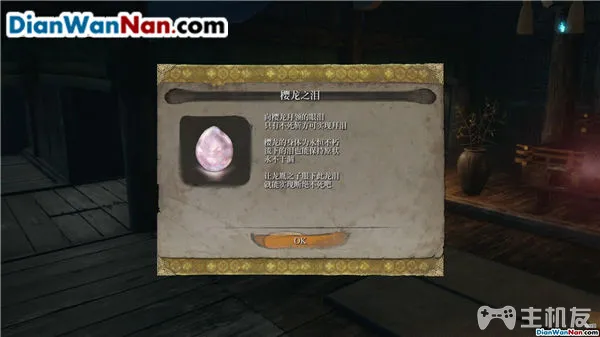 DianWanNan.com
樱龙之泪
向樱龙拜领的眼泪
只有不死斩方可实现拜泪
樱龙的身体为永恒不朽
流下的泪也能保持原状
永不干涸
让龙胤之子服下此龙泪
就能实现断绝不死吧
OK
主机友
DianWanNan.com